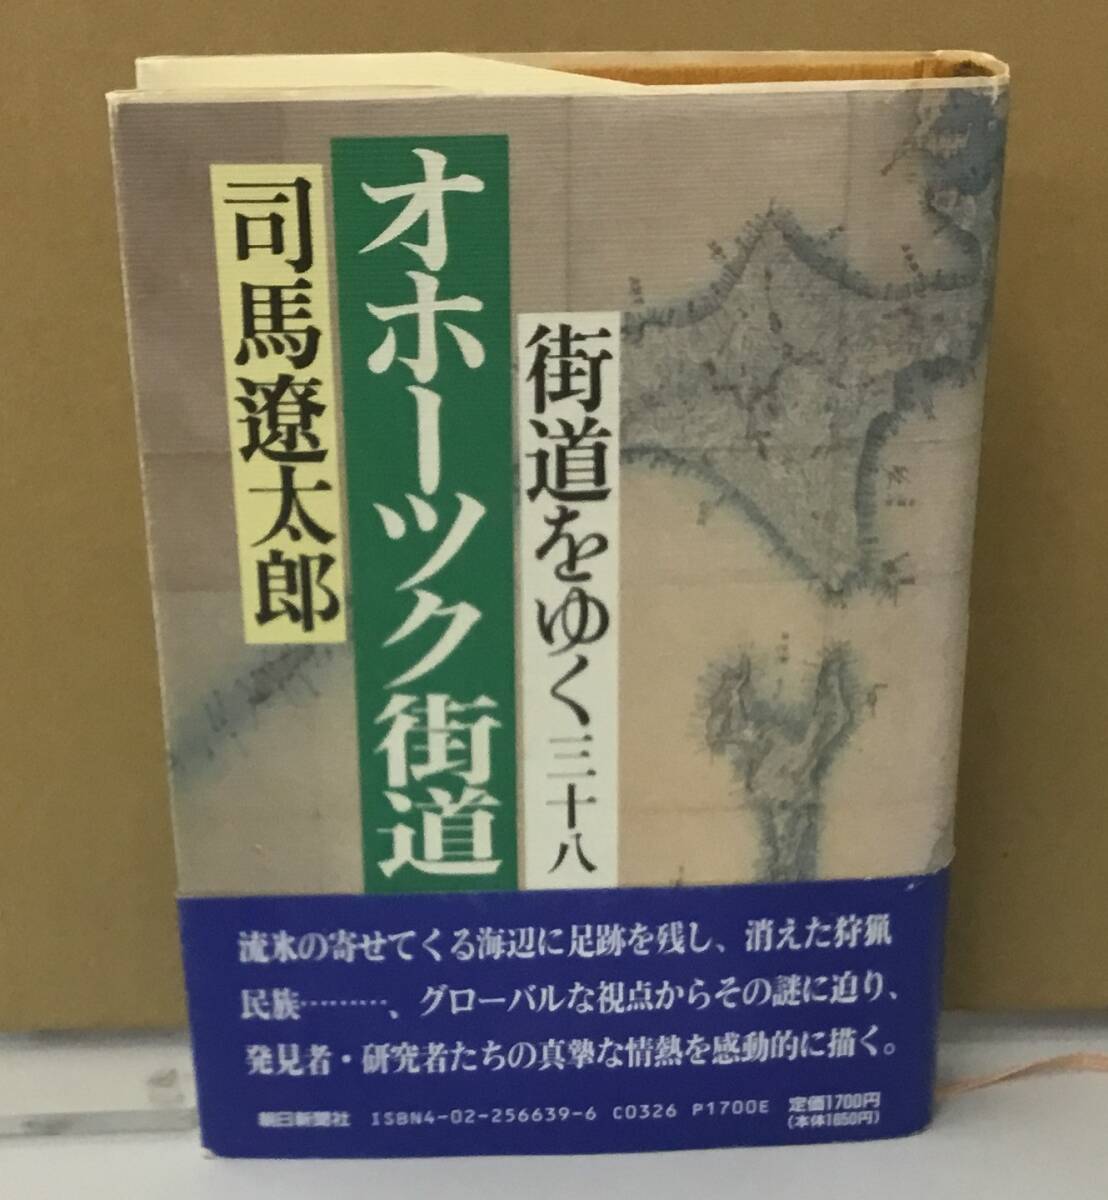 街道をゆく三十八
オホーツク街道
司馬遼太郎
流氷の寄せてくる海辺に足跡を残し、消えた狩猟
民族………、グローバルな視点からその謎に迫り、
発見者・研究者たちの真摯な情熱を感動的に描く。
朝日新聞社 ISBN4-02-256639-6 C0326 P1700E 定価1700円
(本体1650円)